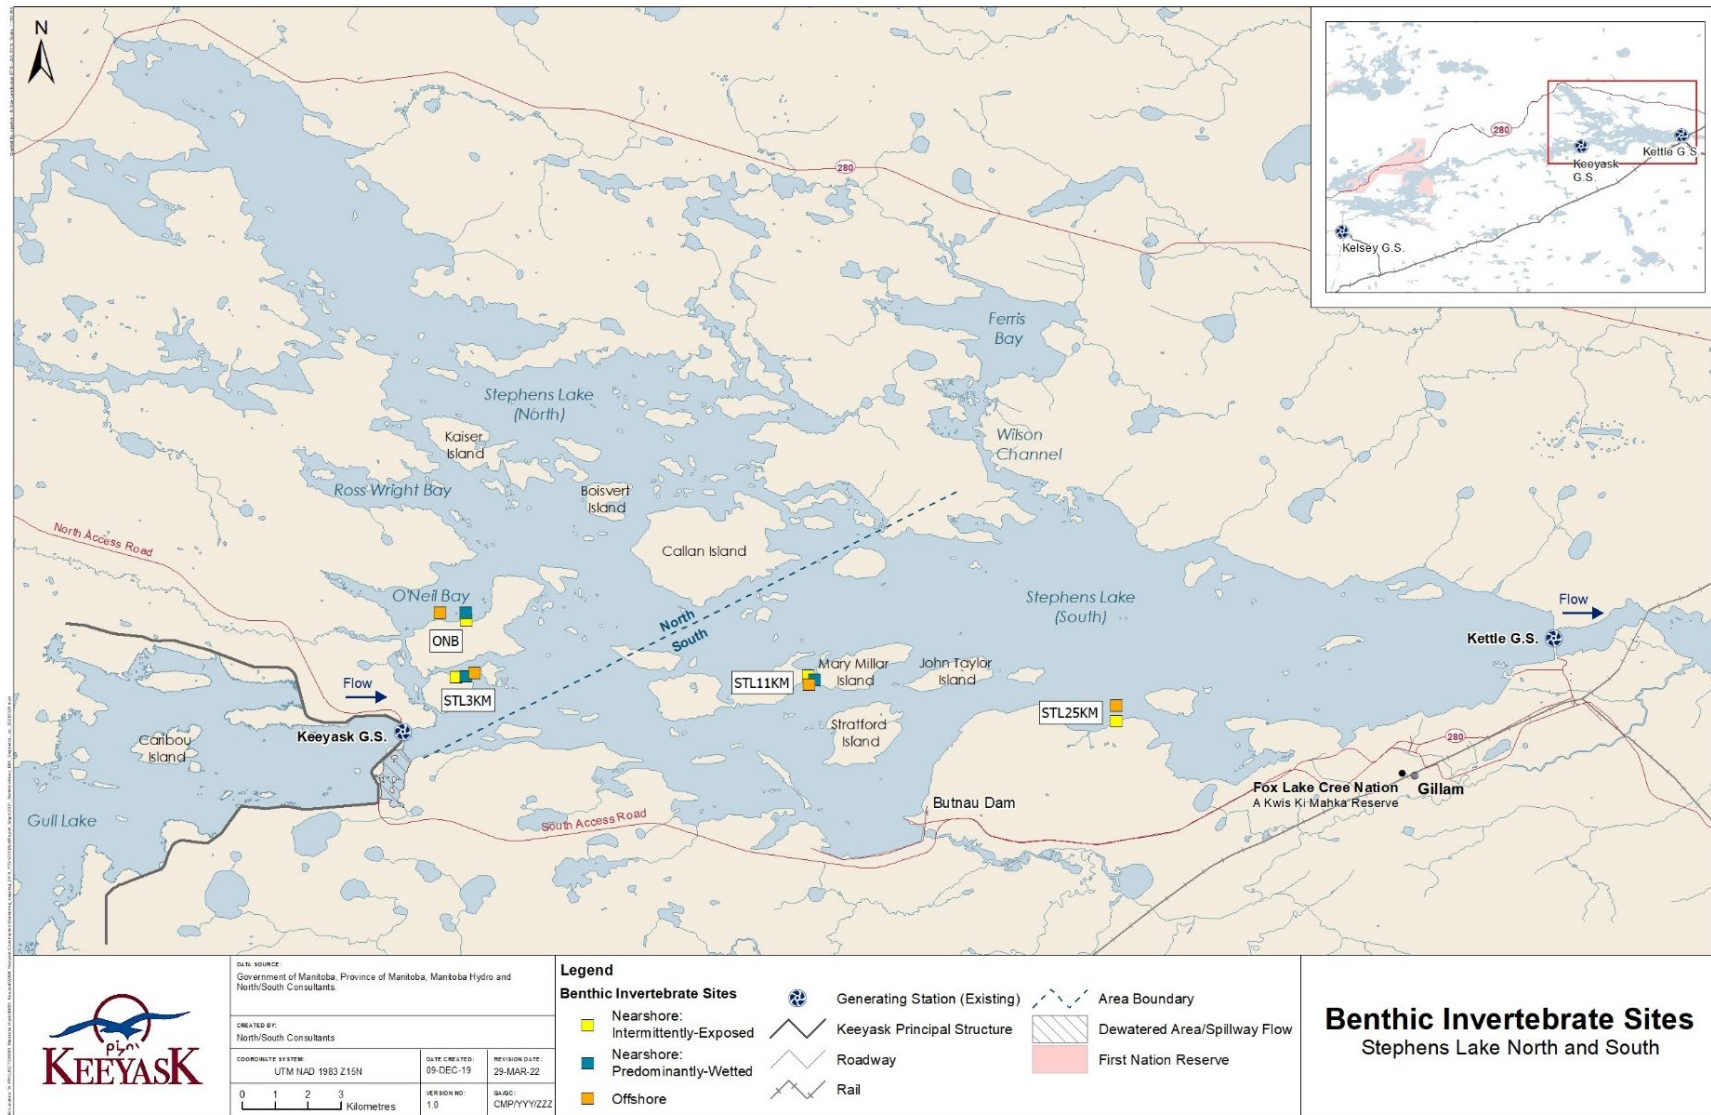 N
280
Kettle G.S.
Keeyask
G.S.
Kelsey G.S.
280
Ferris
Bay
Stephens Lake
(North)
Kaiser
Island
Wilson
Channel
Ross Wright Bay
Boisvert
Island
North Access Road
Callan Island
O'Neil Bay
Stephens Lake
(South)
Flow
North
South
ONB
Kettle G.S.
Mary Millar
Island
John Taylor
Island
STL11KM
Flow
STL3KM
STL25KM
Stratford
Island
Keeyask G.S.
Caribou
Island
280
Fox Lake Cree Nation
A Kwis Ki Mahka Reserve
Gillam
Butnau Dam
South Access Road
Gull Lake
KEEYASK
DATA SOURCE:
Government of Manitoba, Province of Manitoba, Manitoba Hydro and
North/South Consultants.
CREATED BY:
North/South Consultants
COORDINATE SYSTEM:
UTM NAD 1983 Z15N
DATE CREATED:
09-DEC-19
REVISION DATE:
29-MAR-22
0 1 2 3 Kilometres
VERSION NO:
1.0
QA/QC:
CMP/YYY/ZZZ
Legend
Benthic Invertebrate Sites
Nearshore:
Intermittently-Exposed
Nearshore:
Predominantly-Wetted
Offshore
Generating Station (Existing)
Keeyask Principal Structure
Roadway
Rail
Area Boundary
Dewatered Area/Spillway Flow
First Nation Reserve
Benthic Invertebrate Sites
Stephens Lake North and South